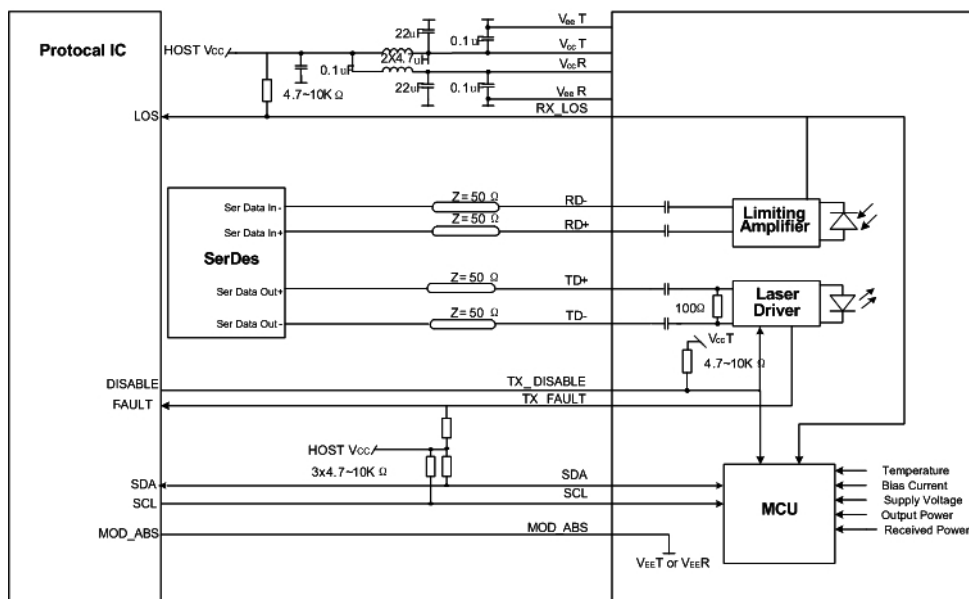 Protocal IC
HOST Vcc
22uF
0.1uF
VeeT
VccT
2X4.7uH
0.1uF
VccR
4.7~10K Ω
22uF
0.1uF
VeeR
LOS
RX_LOS
Z=50 Ω
RD-
Ser Data In-
Z=50 Ω
RD+
Ser Data In+
Limiting
Amplifier
SerDes
Z=50 Ω
TD+
Ser Data Out+
Laser
Driver
100Ω
Z=50 Ω
TD-
Ser Data Out-
VccT
4.7~10K Ω
DISABLE
TX_DISABLE
FAULT
TX_FAULT
HOST Vcc
3x4.7~10K Ω
SDA
SDA
SCL
SCL
MCU
Temperature
Bias Current
Supply Voltage
Output Power
Received Power
MOD_ABS
MOD_ABS
VEET or VEER